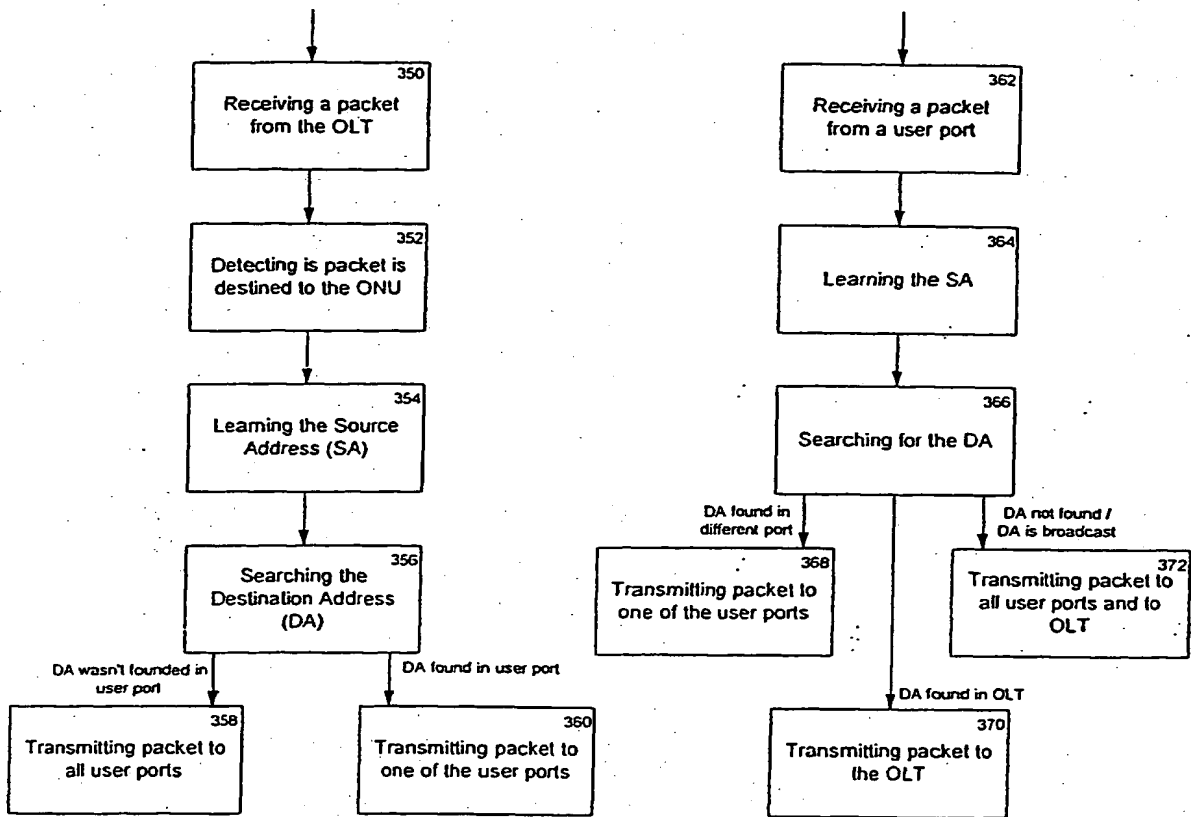 350
Receiving a packet
from the OLT
352
Detecting is packet is
destined to the ONU
354
Learning the Source
Address (SA)
356
Searching the
Destination Address
(DA)
DA wasn't founded in
user port
DA found in user port
358
Transmitting packet to
all user ports
360
Transmitting packet to
one of the user ports
362
Receiving a packet
from a user port
364
Learning the SA
366
Searching for the DA
DA found in
different port
DA not found /
DA is broadcast
368
Transmitting packet to
one of the user ports
372
Transmitting packet to
all user ports and to
OLT
DA found in OLT
370
Transmitting packet to
the OLT